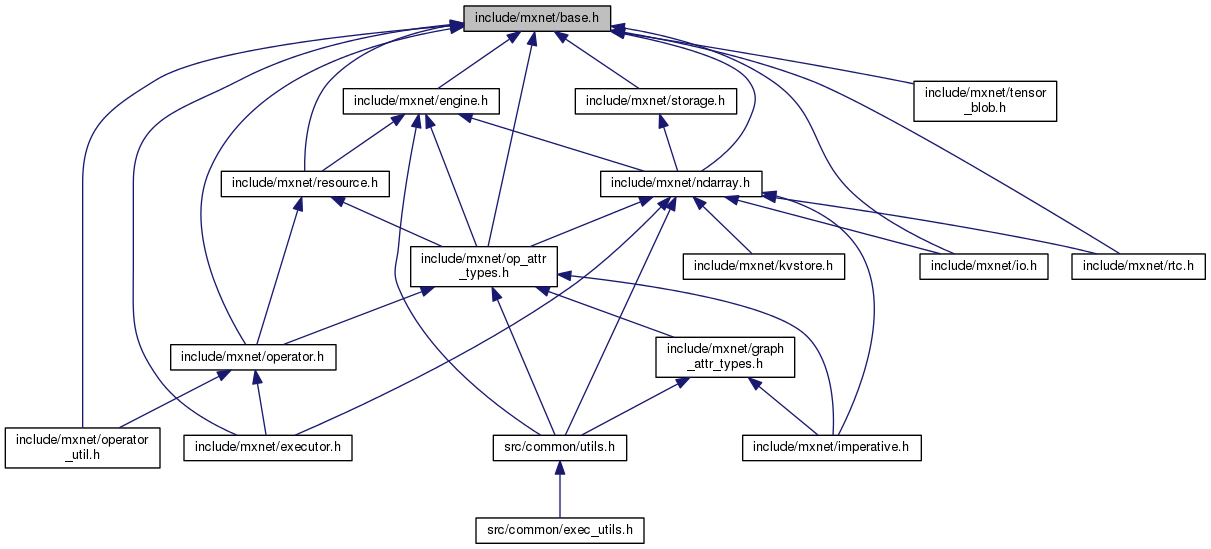 include/mxnet/base.h
include/mxnet/engine.h
include/mxnet/storage.h
include/mxnet/tensor
_blob.h
include/mxnet/resource.h
include/mxnet/ndarray.h
include/mxnet/op_attr
_types.h
include/mxnet/kvstore.h
include/mxnet/io.h
include/mxnet/rtc.h
include/mxnet/operator.h
include/mxnet/graph
_attr_types.h
include/mxnet/operator
_util.h
include/mxnet/executor.h
src/common/utils.h
include/mxnet/imperative.h
src/common/exec_utils.h